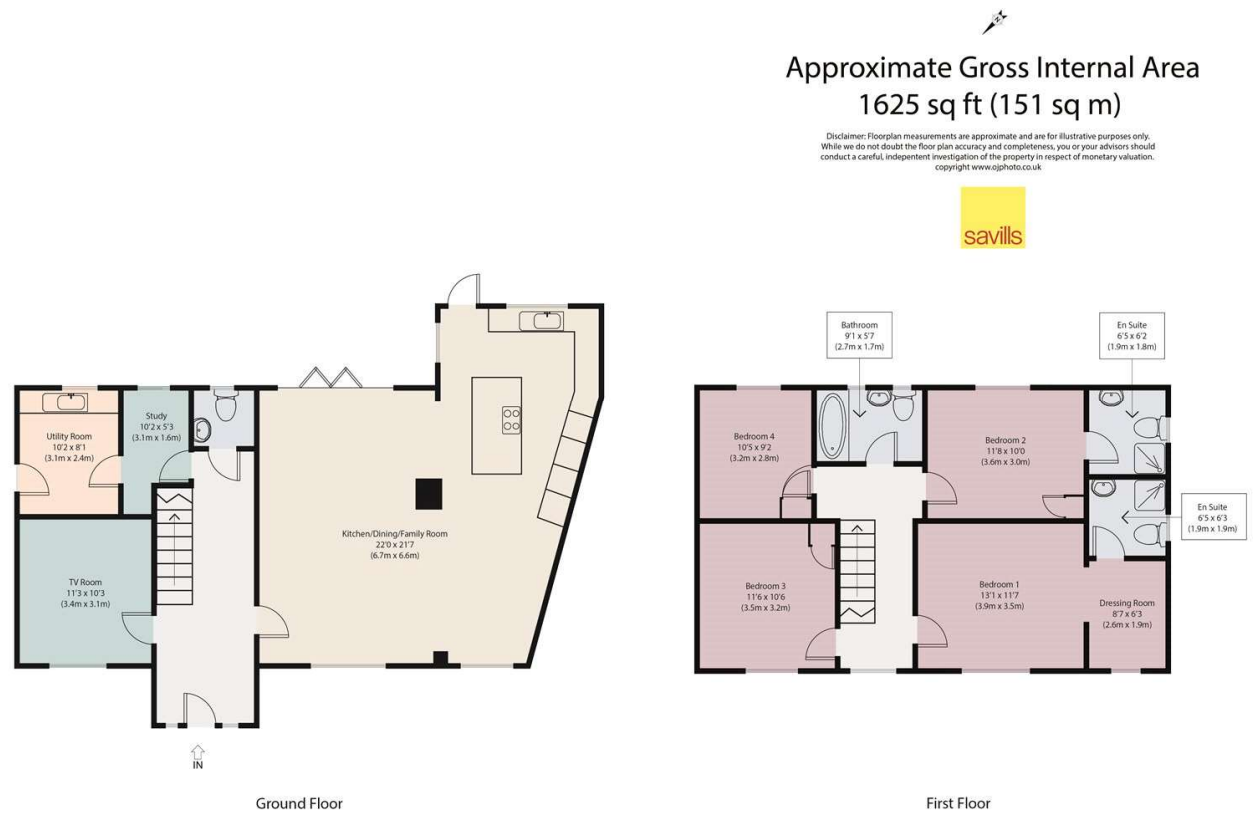 N
Approximate Gross Internal Area
1625 sq ft (151 sq m)
Disclaimer: Floorplan measurements are approximate and are for illustrative purposes only.
While we do not doubt the floor plan accuracy and completeness, you or your advisors should
conduct a careful, indepentent investigation of the property in respect of monetary valuation.
copyright www.ojphoto.co.uk
savills
Utility Room
10'2 x 8'1
(3.1m x 2.4m)
Study
10'2 x 5'3
(3.1m x 1.6m)
Kitchen/Dining/Family Room
22'0 x 21'7
(6.7m x 6.6m)
TV Room
11'3 x 10'3
(3.4m x 3.1m)
IN
Ground Floor
Bathroom
9'1 x 5'7
(2.7m x 1.7m)
En Suite
6'5 x 6'2
(1.9m x 1.8m)
Bedroom 4
10'5 x 9'2
(3.2m x 2.8m)
Bedroom 2
11'8 x 10'0
(3.6m x 3.0m)
En Suite
6'5 x 6'3
(1.9m x 1.9m)
Bedroom 3
11'6 x 10'6
(3.5m x 3.2m)
Bedroom 1
13'1 x 11'7
(3.9m x 3.5m)
Dressing Room
8'7 x 6'3
(2.6m x 1.9m)
First Floor